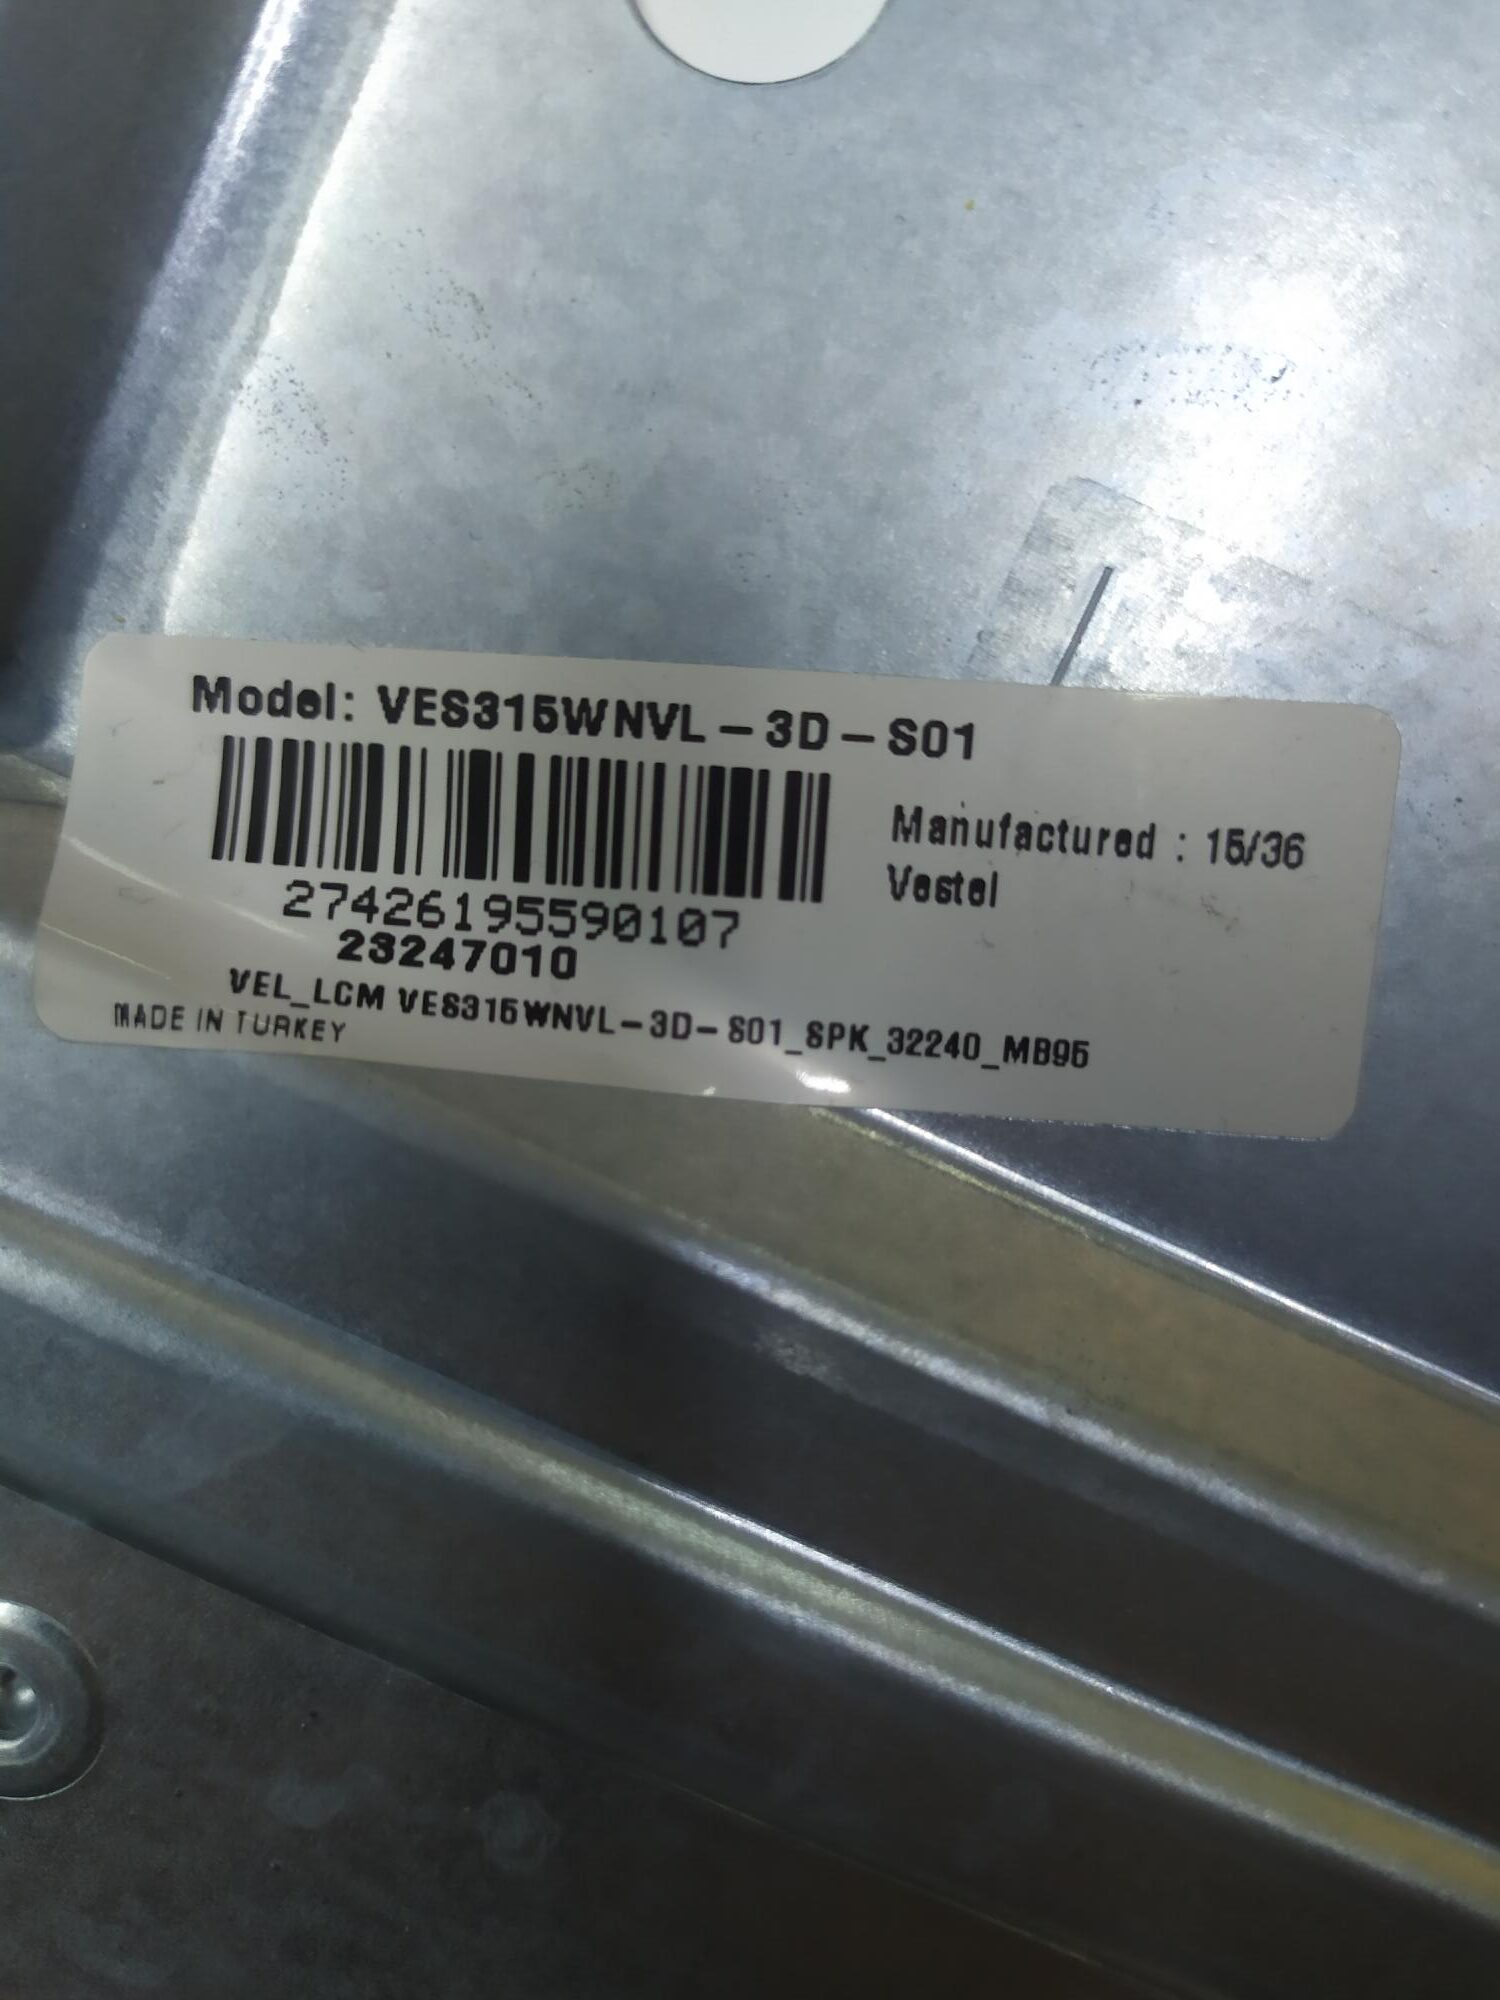 Model: VES315WNVL-3D-S01
Manufactured : 15/36
Vestel
27426195590107
23247010
VEL_LCM VES315WNVL-3D-S01_SPK_32240_MB95
MADE IN TURKEY